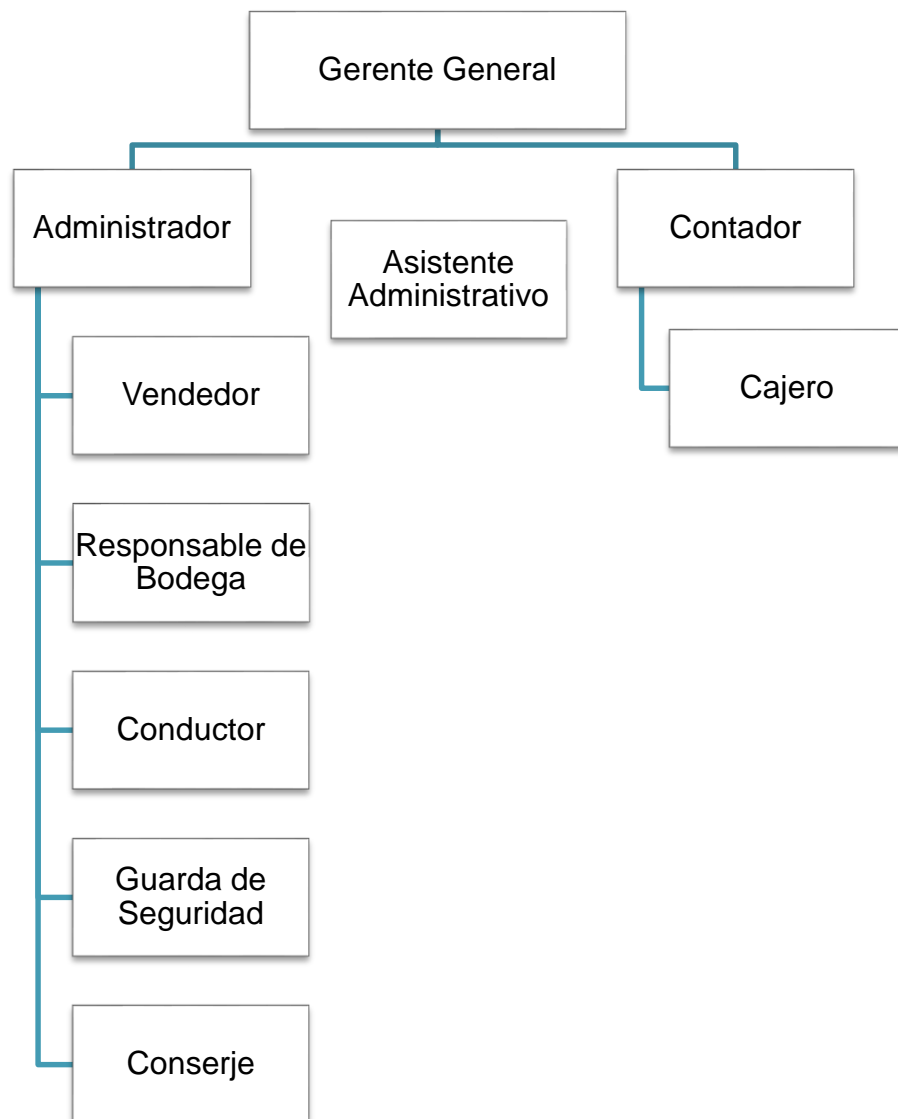 Gerente General
Administrador
Asistente
Administrativo
Contador
Vendedor
Cajero
Responsable de
Bodega
Conductor
Guarda de
Seguridad
Conserje